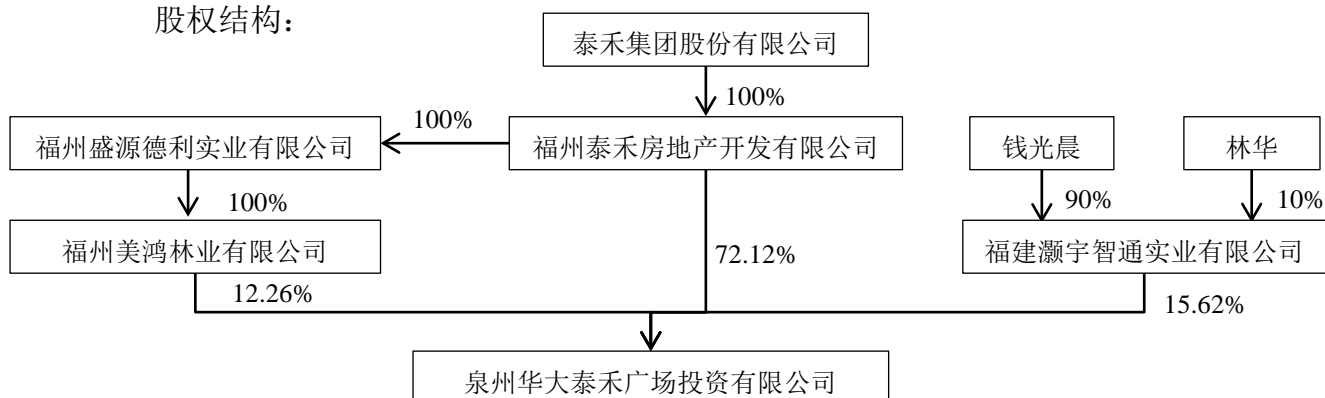 股权结构：
泰禾集团股份有限公司
100%
100%
福州盛源德利实业有限公司
福州泰禾房地产开发有限公司
钱光晨
林华
100%
90%
10%
福州美鸿林业有限公司
72.12%
福建灏宇智通实业有限公司
12.26%
15.62%
泉州华大泰禾广场投资有限公司